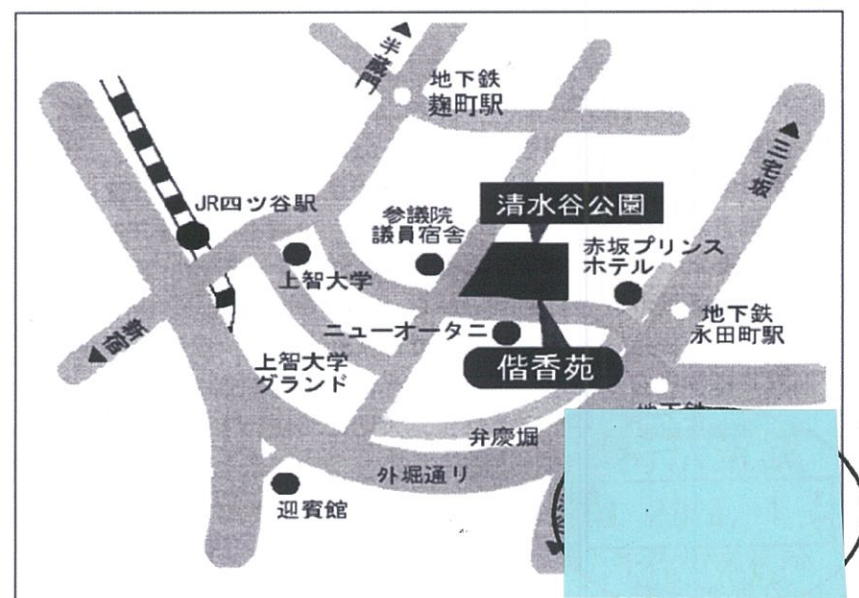 ▲半蔵門
地下鉄
麹町駅
▲三宅坂
JR四ツ谷駅
参議院
議員宿舎
清水谷公園
赤坂プリンス
ホテル
上智大学
地下鉄
永田町駅
新宿▶
ニューオータニ
上智大学
グランド
偕香苑
地下鉄
弁慶堀
外堀通り
迎賓館